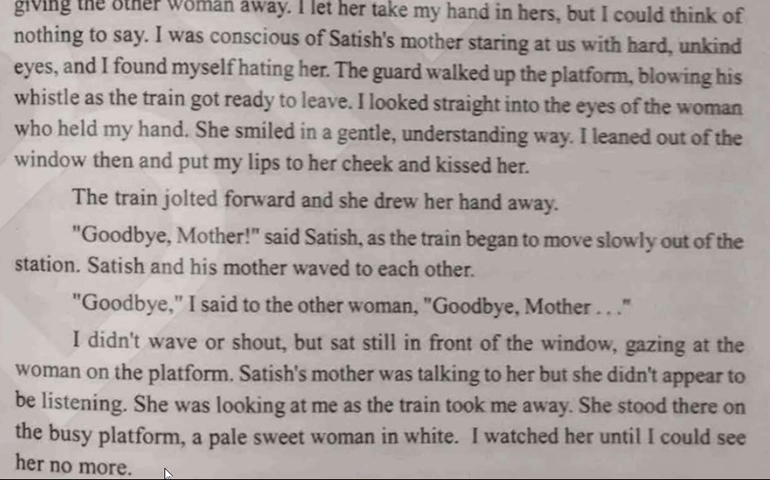 giving the other woman away. I let her take my hand in hers, but I could think of
nothing to say. I was conscious of Satish's mother staring at us with hard, unkind
eyes, and I found myself hating her. The guard walked up the platform, blowing his
whistle as the train got ready to leave. I looked straight into the eyes of the woman
who held my hand. She smiled in a gentle, understanding way. I leaned out of the
window then and put my lips to her cheek and kissed her.
The train jolted forward and she drew her hand away.
"Goodbye, Mother!" said Satish, as the train began to move slowly out of the
station. Satish and his mother waved to each other.
"Goodbye," I said to the other woman, "Goodbye, Mother . . ."
I didn't wave or shout, but sat still in front of the window, gazing at the
woman on the platform. Satish's mother was talking to her but she didn't appear to
be listening. She was looking at me as the train took me away. She stood there on
the busy platform, a pale sweet woman in white. I watched her until I could see
her no more.